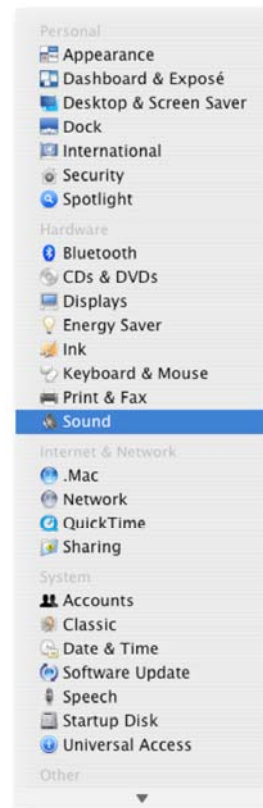 Personal
Appearance
Dashboard & Exposé
Desktop & Screen Saver
Dock
International
Security
Spotlight
Hardware
Bluetooth
CDs & DVDs
Displays
Energy Saver
Ink
Keyboard & Mouse
Print & Fax
Sound
Internet & Network
.Mac
Network
QuickTime
Sharing
System
Accounts
Classic
Date & Time
Software Update
Speech
Startup Disk
Universal Access
Other